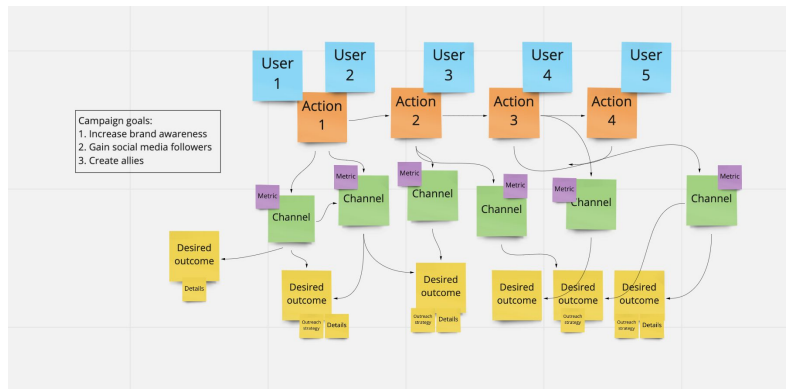 User
1
User
2
User
3
User
4
User
5
Action
1
Action
2
Action
3
Action
4
Campaign goals:
1. Increase brand awareness
2. Gain social media followers
3. Create allies
Metric
Channel
Metric
Channel
Metric
Channel
Metric
Channel
Metric
Channel
Metric
Channel
Desired
outcome
Details
Desired
outcome
Outreach
strategy
Details
Desired
outcome
Outreach
strategy
Details
Desired
outcome
Desired
outcome
Outreach
strategy
Desired
outcome
Outreach
strategy
Details